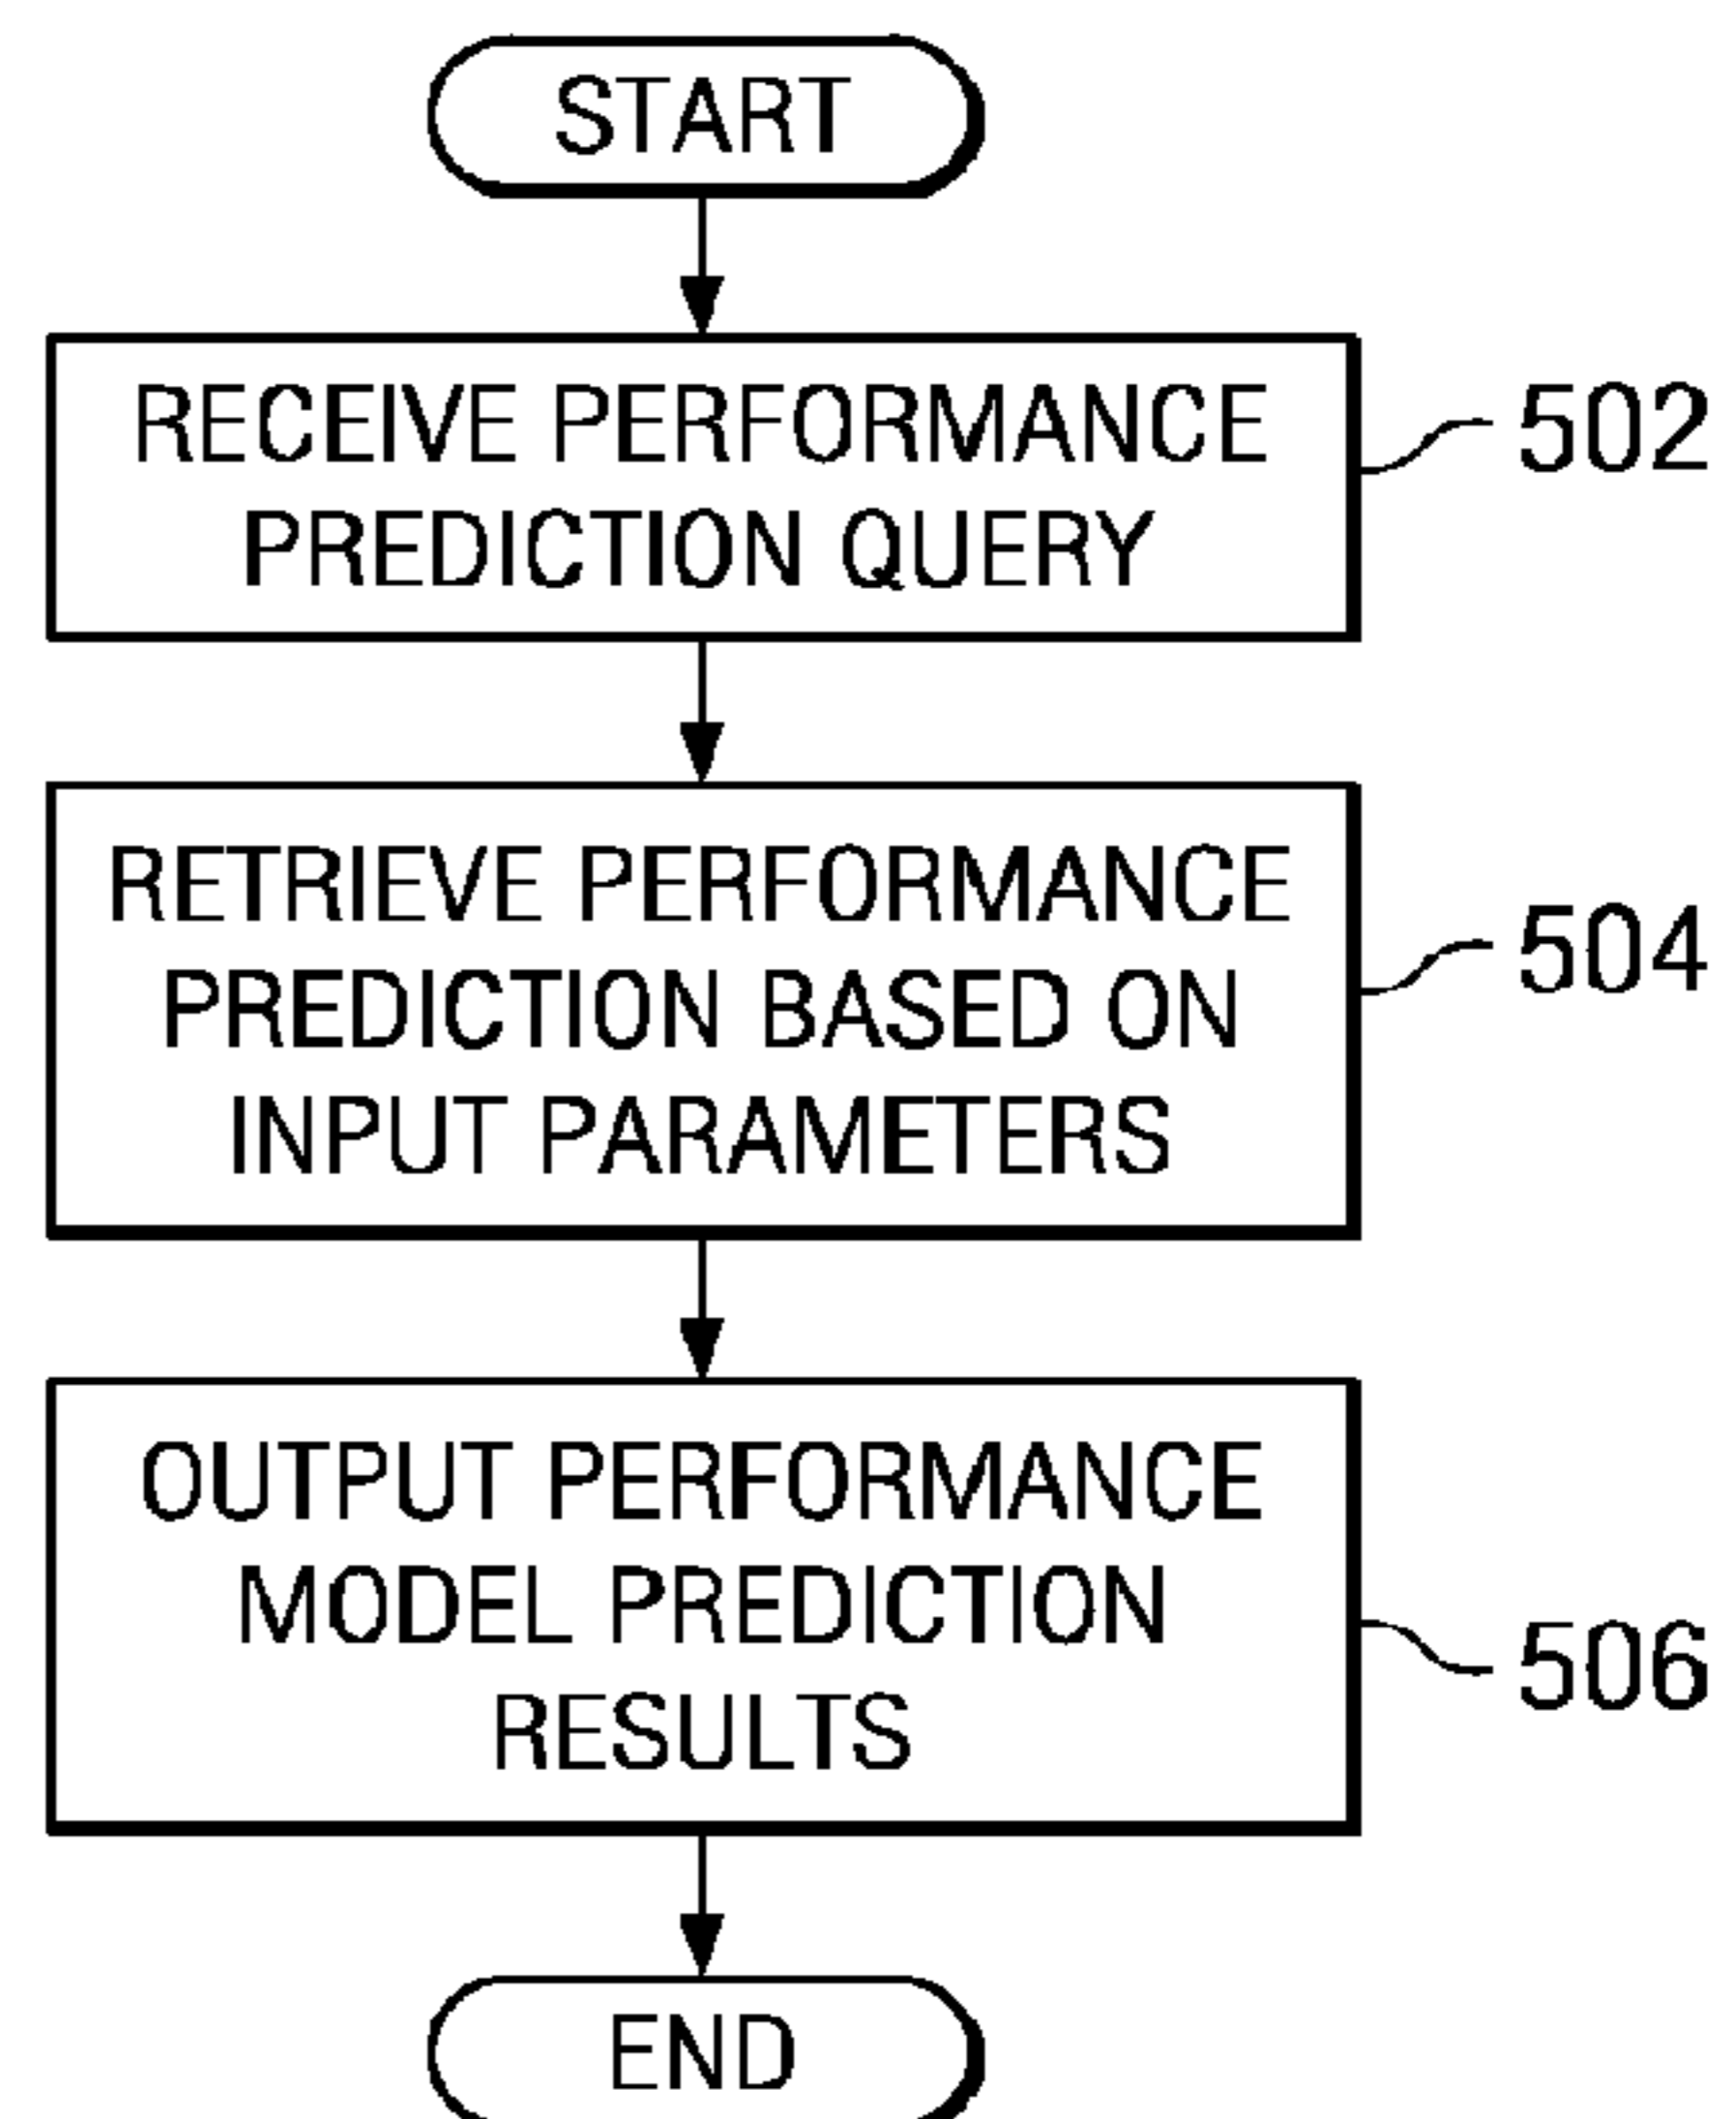 START
RECEIVE PERFORMANCE
PREDICTION QUERY
502
RETRIEVE PERFORMANCE
PREDICTION BASED ON
INPUT PARAMETERS
504
OUTPUT PERFORMANCE
MODEL PREDICTION
RESULTS
506
END